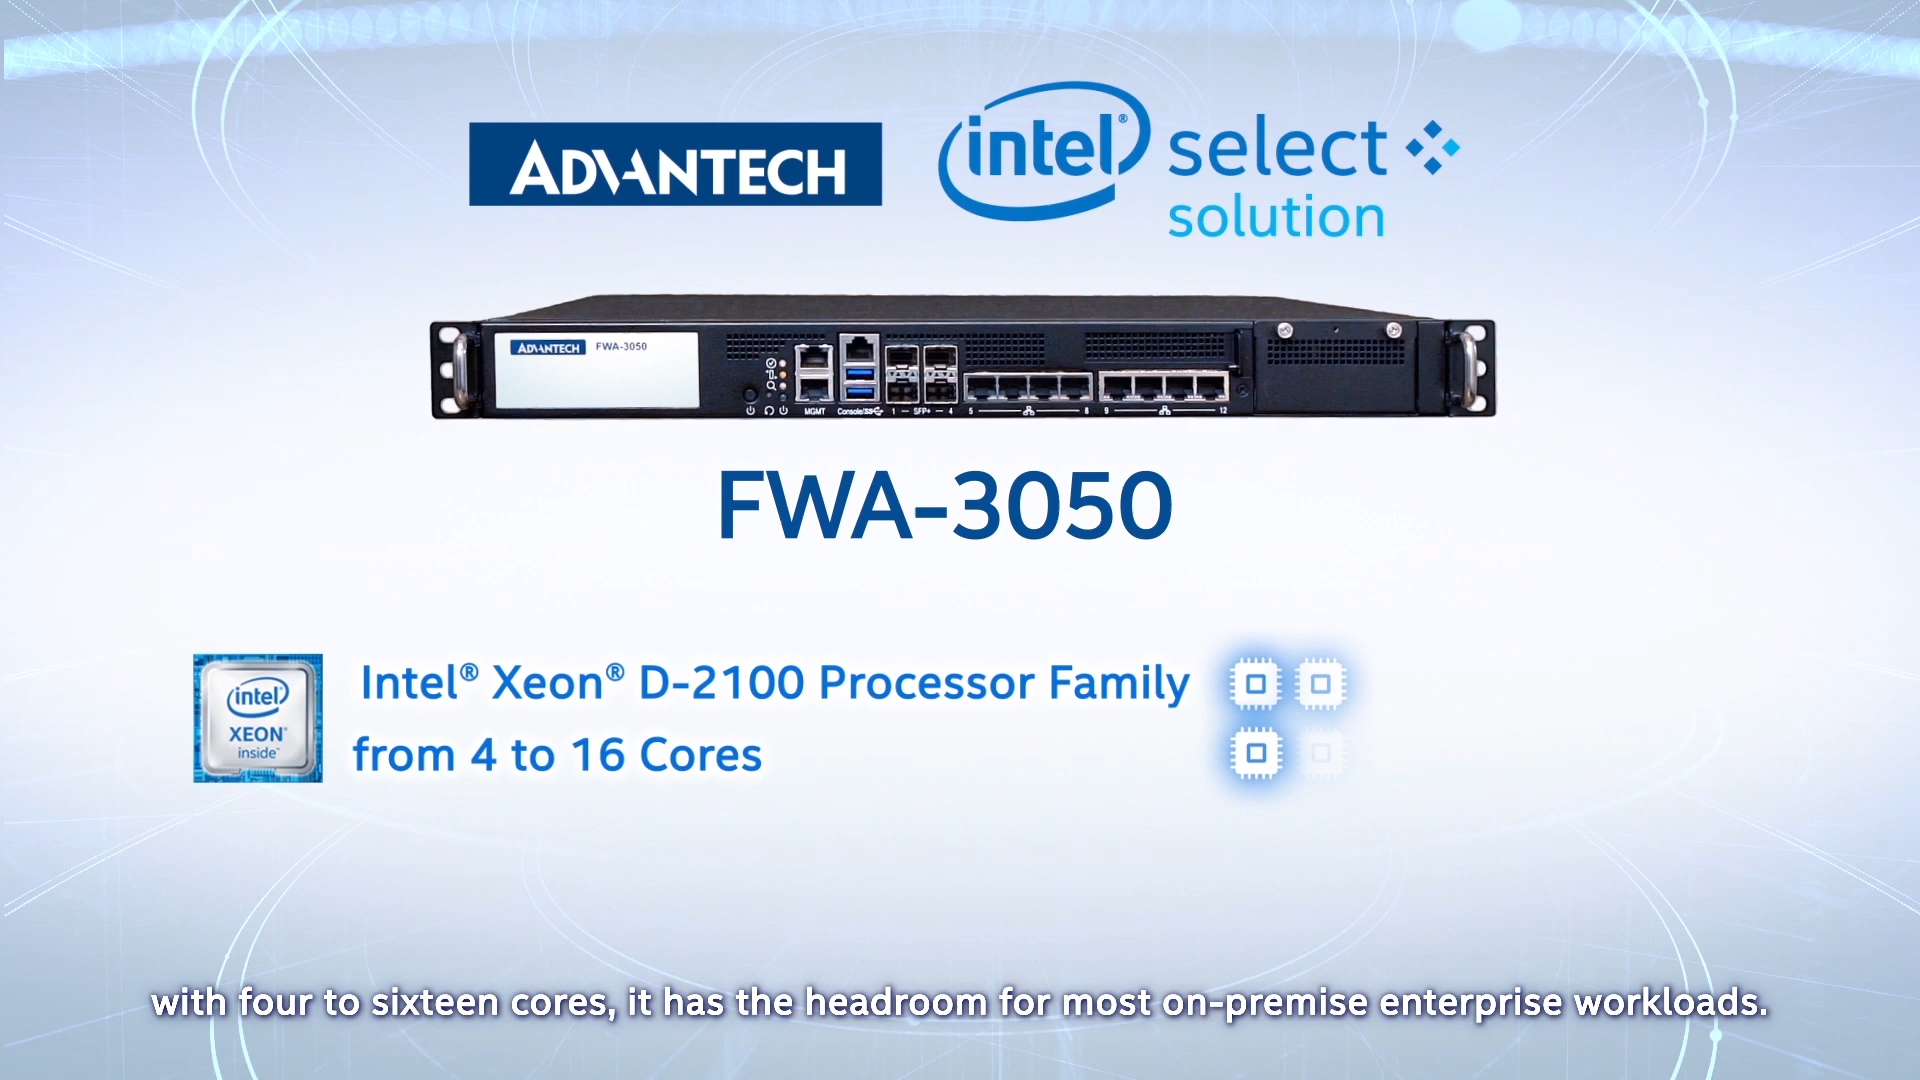 ADVANTECH
intel® select
solution
ADVANTECH FWA-3050
MGMT Console/SS 1 — SFP+ — 4 5 8 9 12
FWA-3050
intel® XEON® inside™
Intel® Xeon® D-2100 Processor Family
from 4 to 16 Cores
with four to sixteen cores, it has the headroom for most on-premise enterprise workloads.